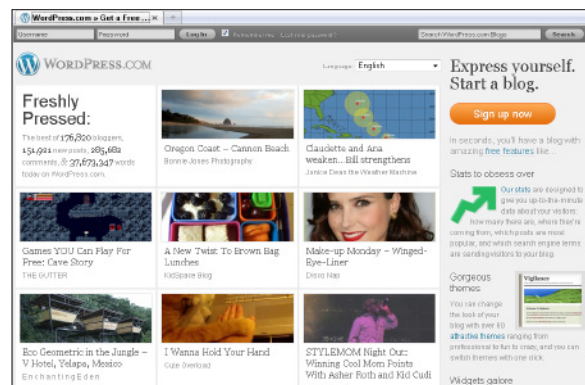 WordPress.com » Get a Free ...
Username
Password
Log In
Remember me
Lost your password?
Search WordPress.com Blogs
Search
WORDPRESS.COM
Language:
English
Express yourself.
Start a blog.
Sign up now
In seconds, you'll have a blog with
amazing free features like...
Stats to obsess over
Our stats are designed to
give you up-to-the-minute
data about your visitors:
how many there are, where they're
coming from, which posts are most
popular, and which search engine terms
are sending visitors to your blog.
Gorgeous
themes
You can change
the look of your
blog with over 80
attractive themes ranging from
professional to fun to crazy, and you can
switch themes with one click.
Widgets galore
Freshly
Pressed:
The best of 176,820 bloggers,
151,921 new posts, 285,682
comments, & 37,673,347 words
today on WordPress.com.
Oregon Coast – Cannon Beach
Bonnie Jones Photography
Claudette and Ana
weaken...Bill strengthens
Janice Dean the Weather Machine
Games YOU Can Play For
Free: Cave Story
THE GUTTER
A New Twist To Brown Bag
Lunches
KidSpace Blog
Make-up Monday – Winged-
Eye-Liner
Disco Nap
Eco Geometric in the Jungle –
V Hotel, Yelapa, Mexico
EnchantingEden
I Wanna Hold Your Hand
Cute Overload
STYLEMOM Night Out:
Winning Cool Mom Points
With Asher Roth and Kid Cudi
Vigilance